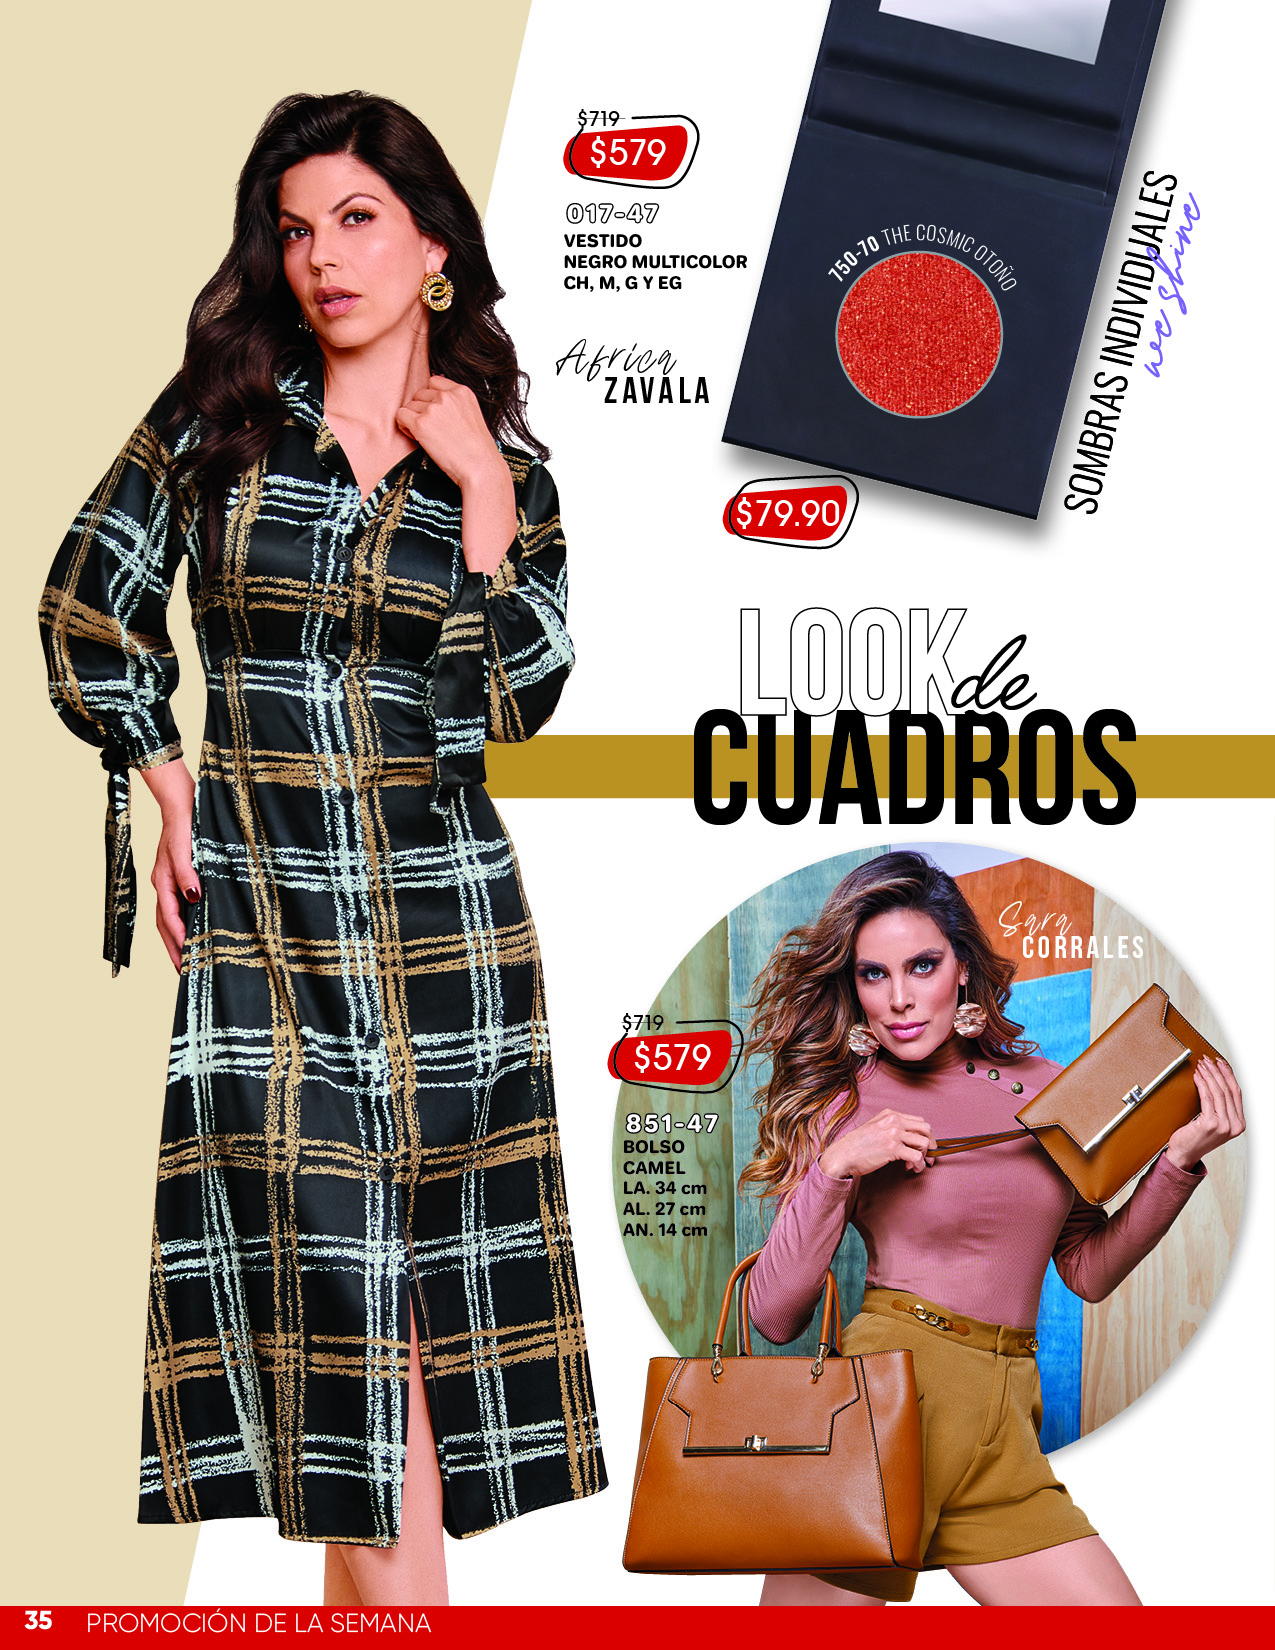 $719
$579
017-47
VESTIDO
NEGRO MULTICOLOR
CH, M, G Y EG
Africa
ZAVALA
750-70 THE COSMIC OTOÑO
SOMBRAS INDIVIDUALES
we shine
$79.90
LOOK de
CUADROS
Sara
CORRALES
$719
$579
851-47
BOLSO
CAMEL
LA. 34 cm
AL. 27 cm
AN. 14 cm
35 PROMOCIÓN DE LA SEMANA